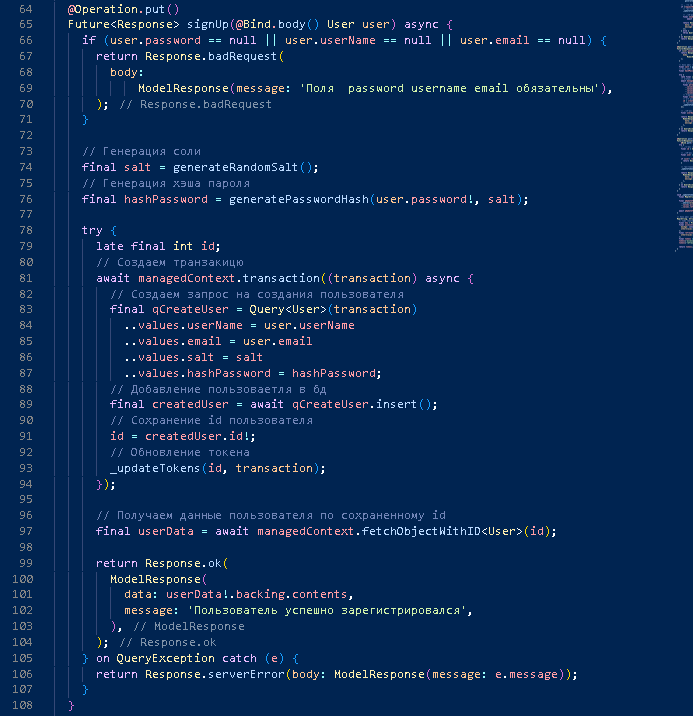 64 @Operation.put()
65 Future<Response> signUp(@Bind.body() User user) async {
66 if (user.password == null || user.userName == null || user.email == null) {
67 return Response.badRequest(
68 body:
69 ModelResponse(message: 'Поля  password username email обязательны'),
70 ); // Response.badRequest
71 }
72
73 // Генерация соли
74 final salt = generateRandomSalt();
75 // Генерация хэша пароля
76 final hashPassword = generatePasswordHash(user.password!, salt);
77
78 try {
79 late final int id;
80 // Создаем транзакицю
81 await managedContext.transaction((transaction) async {
82 // Создаем запрос на создания пользователя
83 final qCreateUser = Query<User>(transaction)
84 ..values.userName = user.userName
85 ..values.email = user.email
86 ..values.salt = salt
87 ..values.hashPassword = hashPassword;
88 // Добавление пользоваетля в бд
89 final createdUser = await qCreateUser.insert();
90 // Сохранение id пользователя
91 id = createdUser.id!;
92 // Обновление токена
93 _updateTokens(id, transaction);
94 });
95
96 // Получаем данные пользователя по сохраненному id
97 final userData = await managedContext.fetchObjectWithID<User>(id);
98
99 return Response.ok(
100 ModelResponse(
101 data: userData!.backing.contents,
102 message: 'Пользователь успешно зарегистрировался',
103 ), // ModelResponse
104 ); // Response.ok
105 } on QueryException catch (e) {
106 return Response.serverError(body: ModelResponse(message: e.message));
107 }
108 }